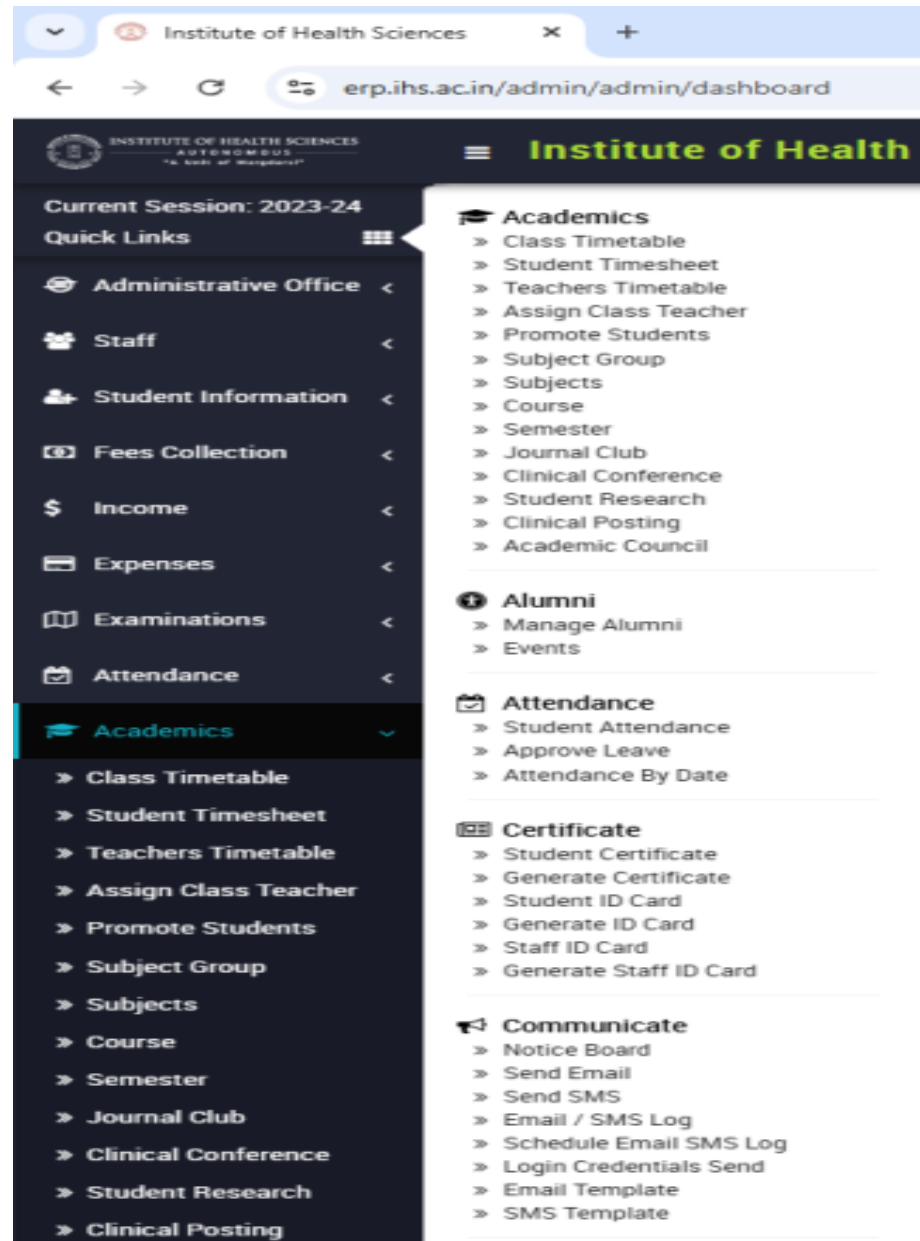 Institute of Health Sciences
erp.ihs.ac.in/admin/admin/dashboard
INSTITUTE OF HEALTH SCIENCES
AUTONOMOUS
Institute of Health
Current Session: 2023-24
Quick Links
Administrative Office
Staff
Student Information
Fees Collection
Income
Expenses
Examinations
Attendance
Academics
Class Timetable
Student Timesheet
Teachers Timetable
Assign Class Teacher
Promote Students
Subject Group
Subjects
Course
Semester
Journal Club
Clinical Conference
Student Research
Clinical Posting
Academics
Class Timetable
Student Timesheet
Teachers Timetable
Assign Class Teacher
Promote Students
Subject Group
Subjects
Course
Semester
Journal Club
Clinical Conference
Student Research
Clinical Posting
Academic Council
Alumni
Manage Alumni
Events
Attendance
Student Attendance
Approve Leave
Attendance By Date
Certificate
Student Certificate
Generate Certificate
Student ID Card
Generate ID Card
Staff ID Card
Generate Staff ID Card
Communicate
Notice Board
Send Email
Send SMS
Email / SMS Log
Schedule Email SMS Log
Login Credentials Send
Email Template
SMS Template